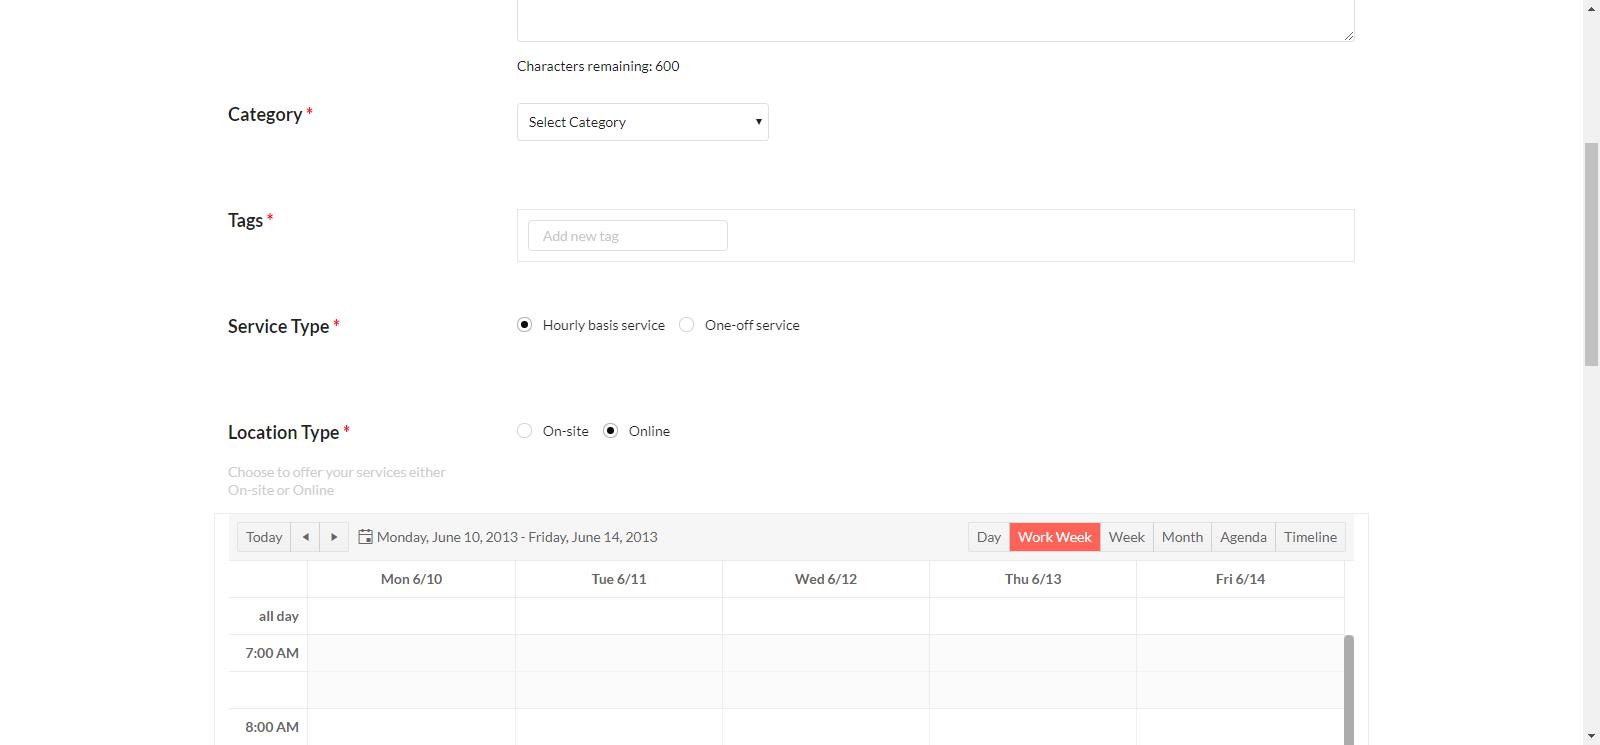 Characters remaining: 600
Category *
Select Category
Tags *
Add new tag
Service Type *
Hourly basis service One-off service
Location Type *
On-site Online
Choose to offer your services either
On-site or Online
Today Monday, June 10, 2013 - Friday, June 14, 2013 Day Work Week Week Month Agenda Timeline
Mon 6/10 Tue 6/11 Wed 6/12 Thu 6/13 Fri 6/14
all day
7:00 AM
8:00 AM